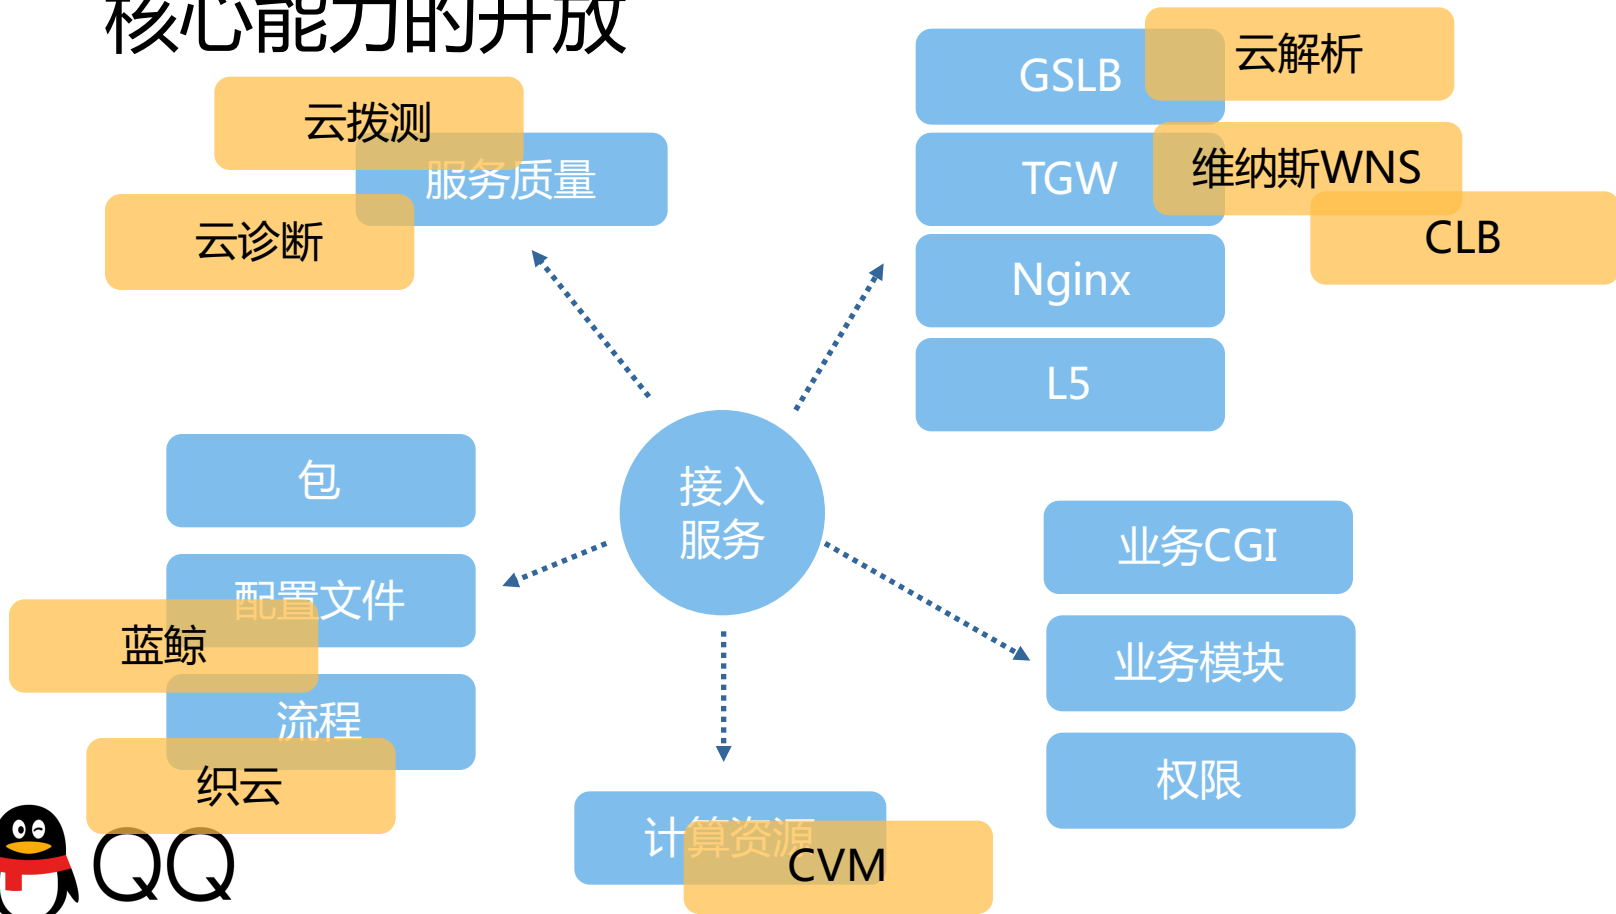 核心能力的开放
云拨测
服务质量
云诊断
GSLB
云解析
TGW
维纳斯WNS
CLB
Nginx
L5
接入
服务
包
配置文件
蓝鲸
流程
织云
业务CGI
业务模块
权限
计算资源
CVM
QQ